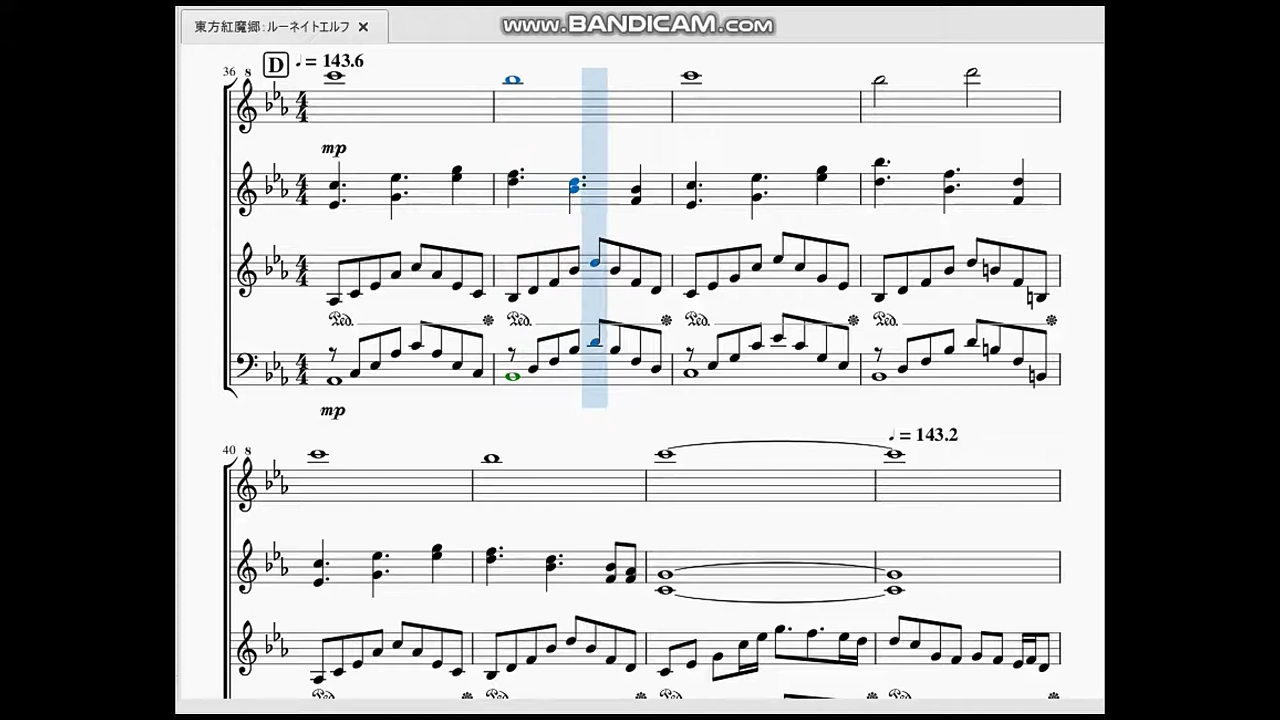 東方紅魔郷:ルーネイトエルフ ×
www.BANDICAM.com
36 8 D ♩ = 143.6
mp
mp
40 8 ♩ = 143.2